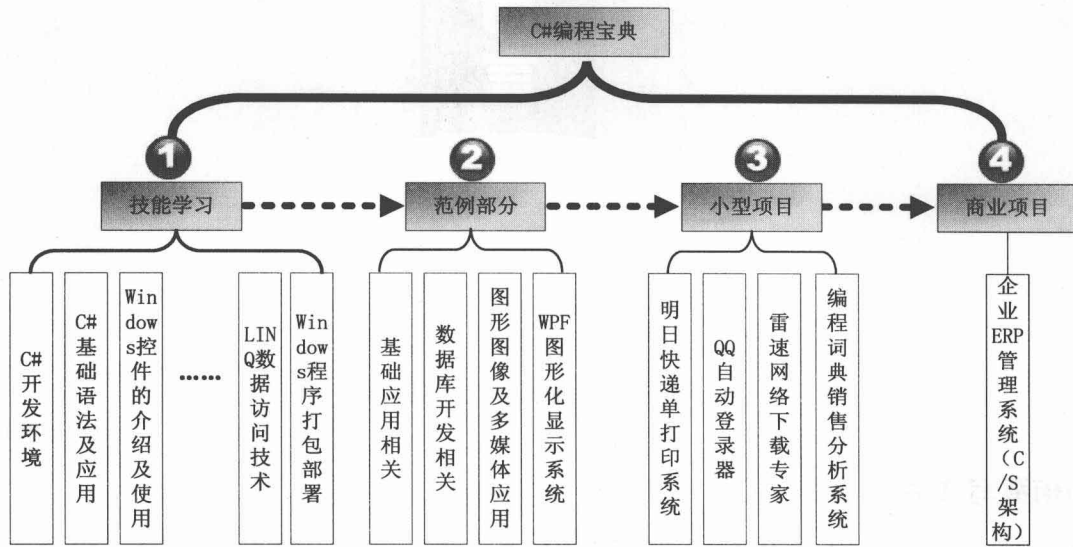 C#编程宝典
1
2
3
4
技能学习
范例部分
小型项目
商业项目
C#开发环境
C#基础语法及应用
Windows控件的介绍及使用
……
LINQ数据访问技术
Windows程序打包部署
基础应用相关
数据库开发相关
图形图像及多媒体应用
WPF图形化显示系统
明日快递单打印系统
QQ自动登录器
雷速网络下载专家
编程词典销售分析系统
企业ERP管理系统（C/S架构）